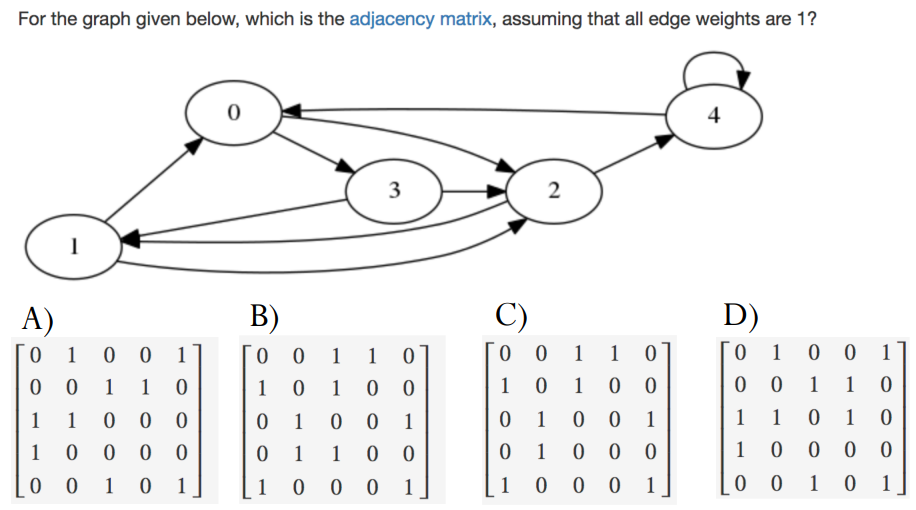 For the graph given below, which is the adjacency matrix, assuming that all edge weights are 1?
0
4
3
2
1
A)
B)
C)
D)
0 1 0 0 1
0 0 1 1 0
1 1 0 0 0
1 0 0 0 0
0 0 1 0 1
0 0 1 1 0
1 0 1 0 0
0 1 0 0 1
0 1 1 0 0
1 0 0 0 1
0 0 1 1 0
1 0 1 0 0
0 1 0 0 1
0 1 0 0 0
1 0 0 0 1
0 1 0 0 1
0 0 1 1 0
1 1 0 1 0
1 0 0 0 0
0 0 1 0 1